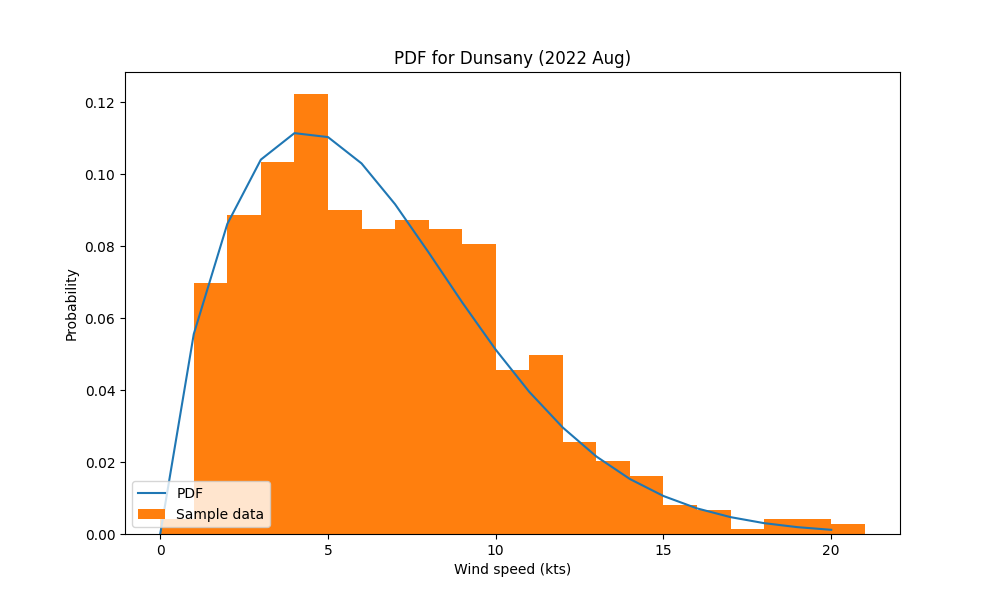 PDF for Dunsany (2022 Aug)
0.12
0.10
0.08
0.06
0.04
0.02
0.00
Probability
PDF
Sample data
0 5 10 15 20
Wind speed (kts)